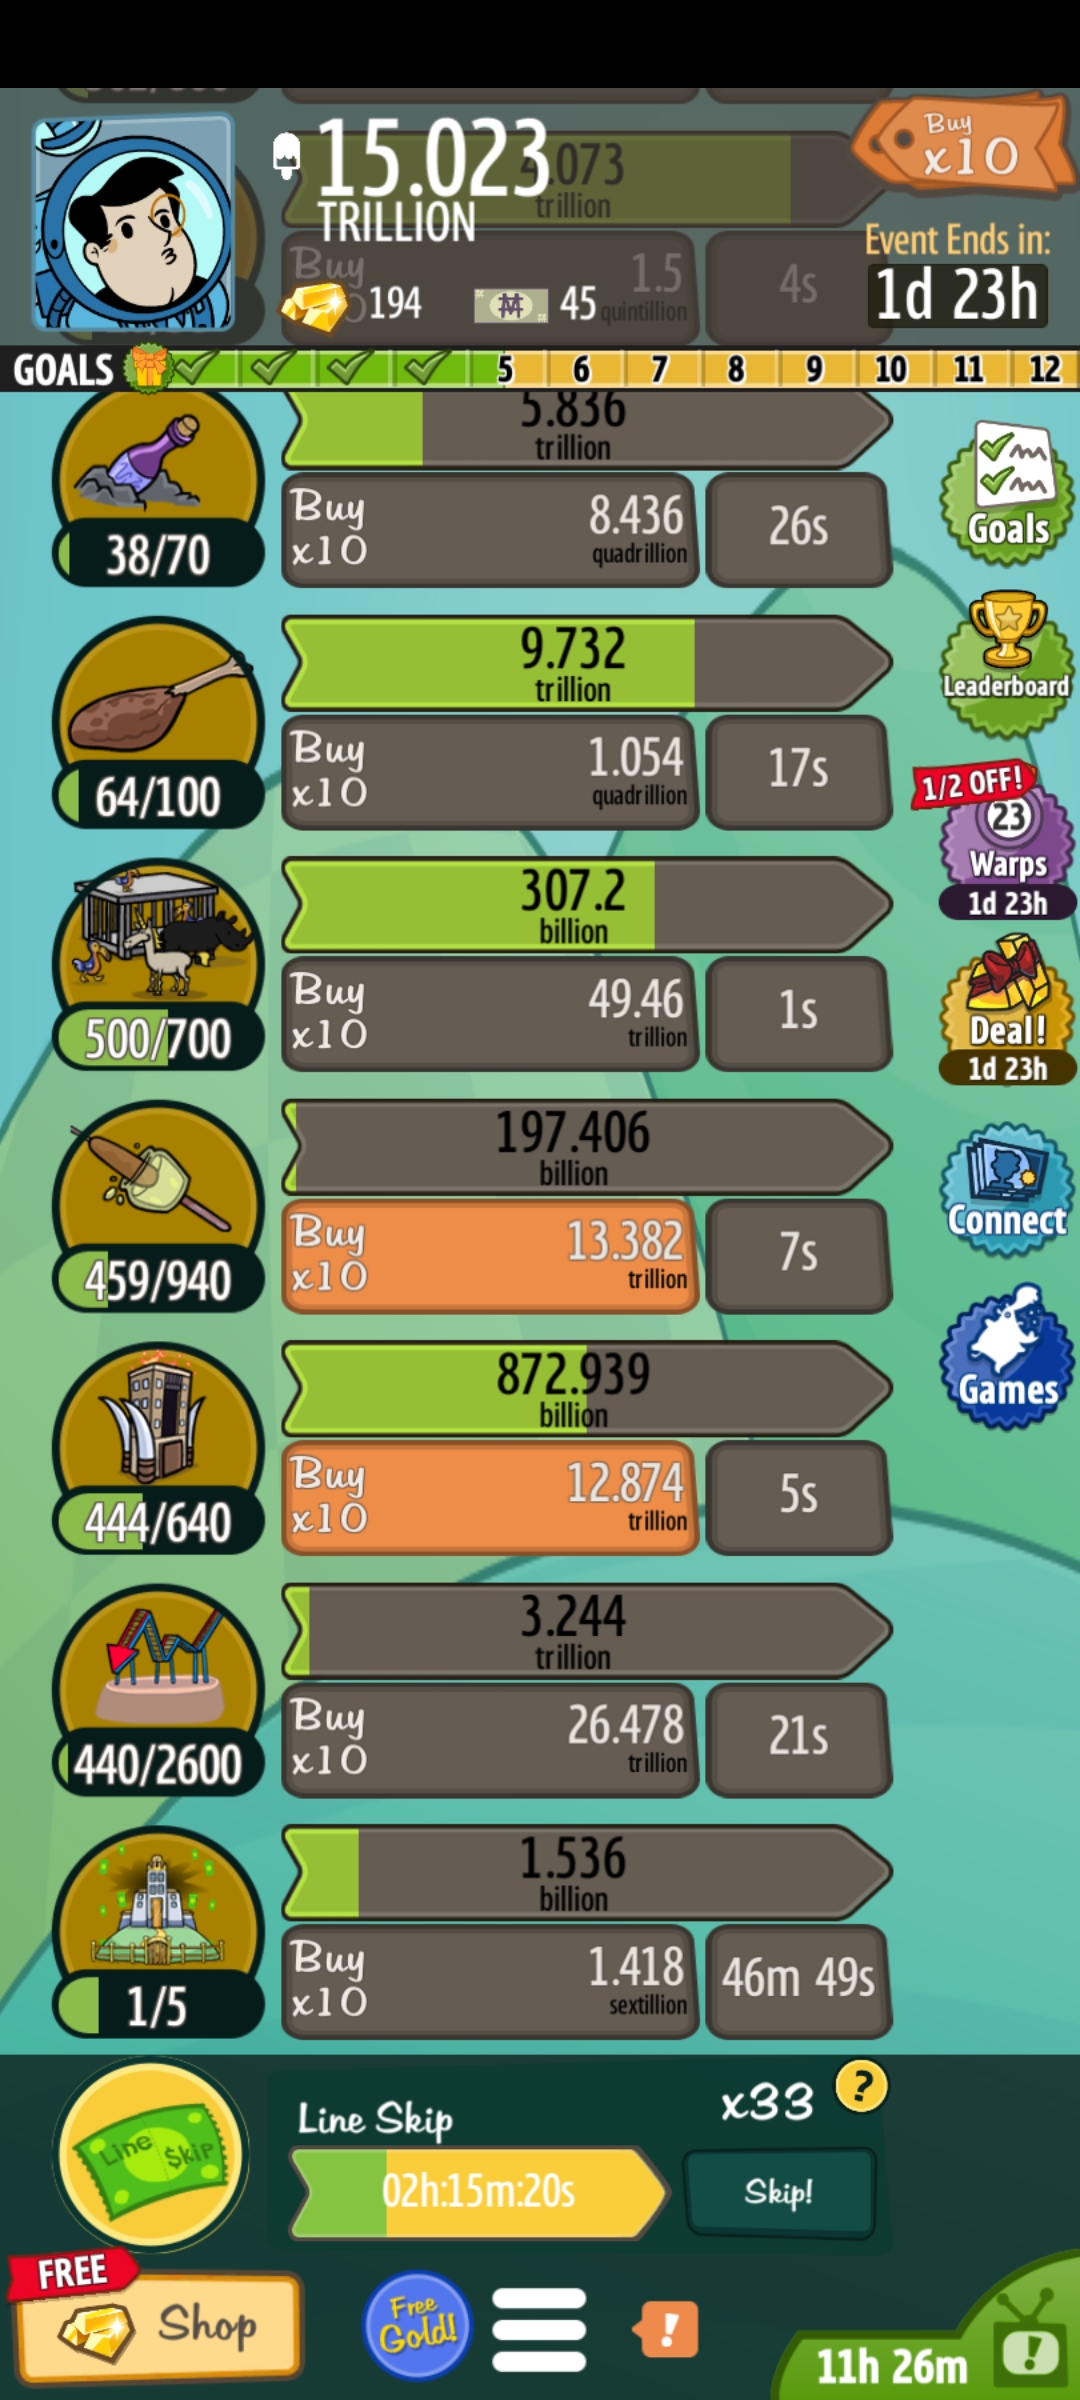 15.023
TRILLION
4.073
trillion
Buy
x10
1.5
quintillion
4s
194
45
Buy
x10
Event Ends in:
1d 23h
GOALS
5
6
7
8
9
10
11
12
5.836
trillion
38/70
Buy
x10
8.436
quadrillion
26s
Goals
9.732
trillion
64/100
Buy
x10
1.054
quadrillion
17s
Leaderboard
1/2 OFF!
23
Warps
1d 23h
307.2
billion
500/700
Buy
x10
49.46
trillion
1s
Deal!
1d 23h
197.406
billion
459/940
Buy
x10
13.382
trillion
7s
Connect
872.939
billion
444/640
Buy
x10
12.874
trillion
5s
Games
3.244
trillion
440/2600
Buy
x10
26.478
trillion
21s
1.536
billion
1/5
Buy
x10
1.418
sextillion
46m 49s
Line $kip
Line Skip
x33
?
02h:15m:20s
Skip!
FREE
Shop
Free
Gold!
!
11h 26m
!